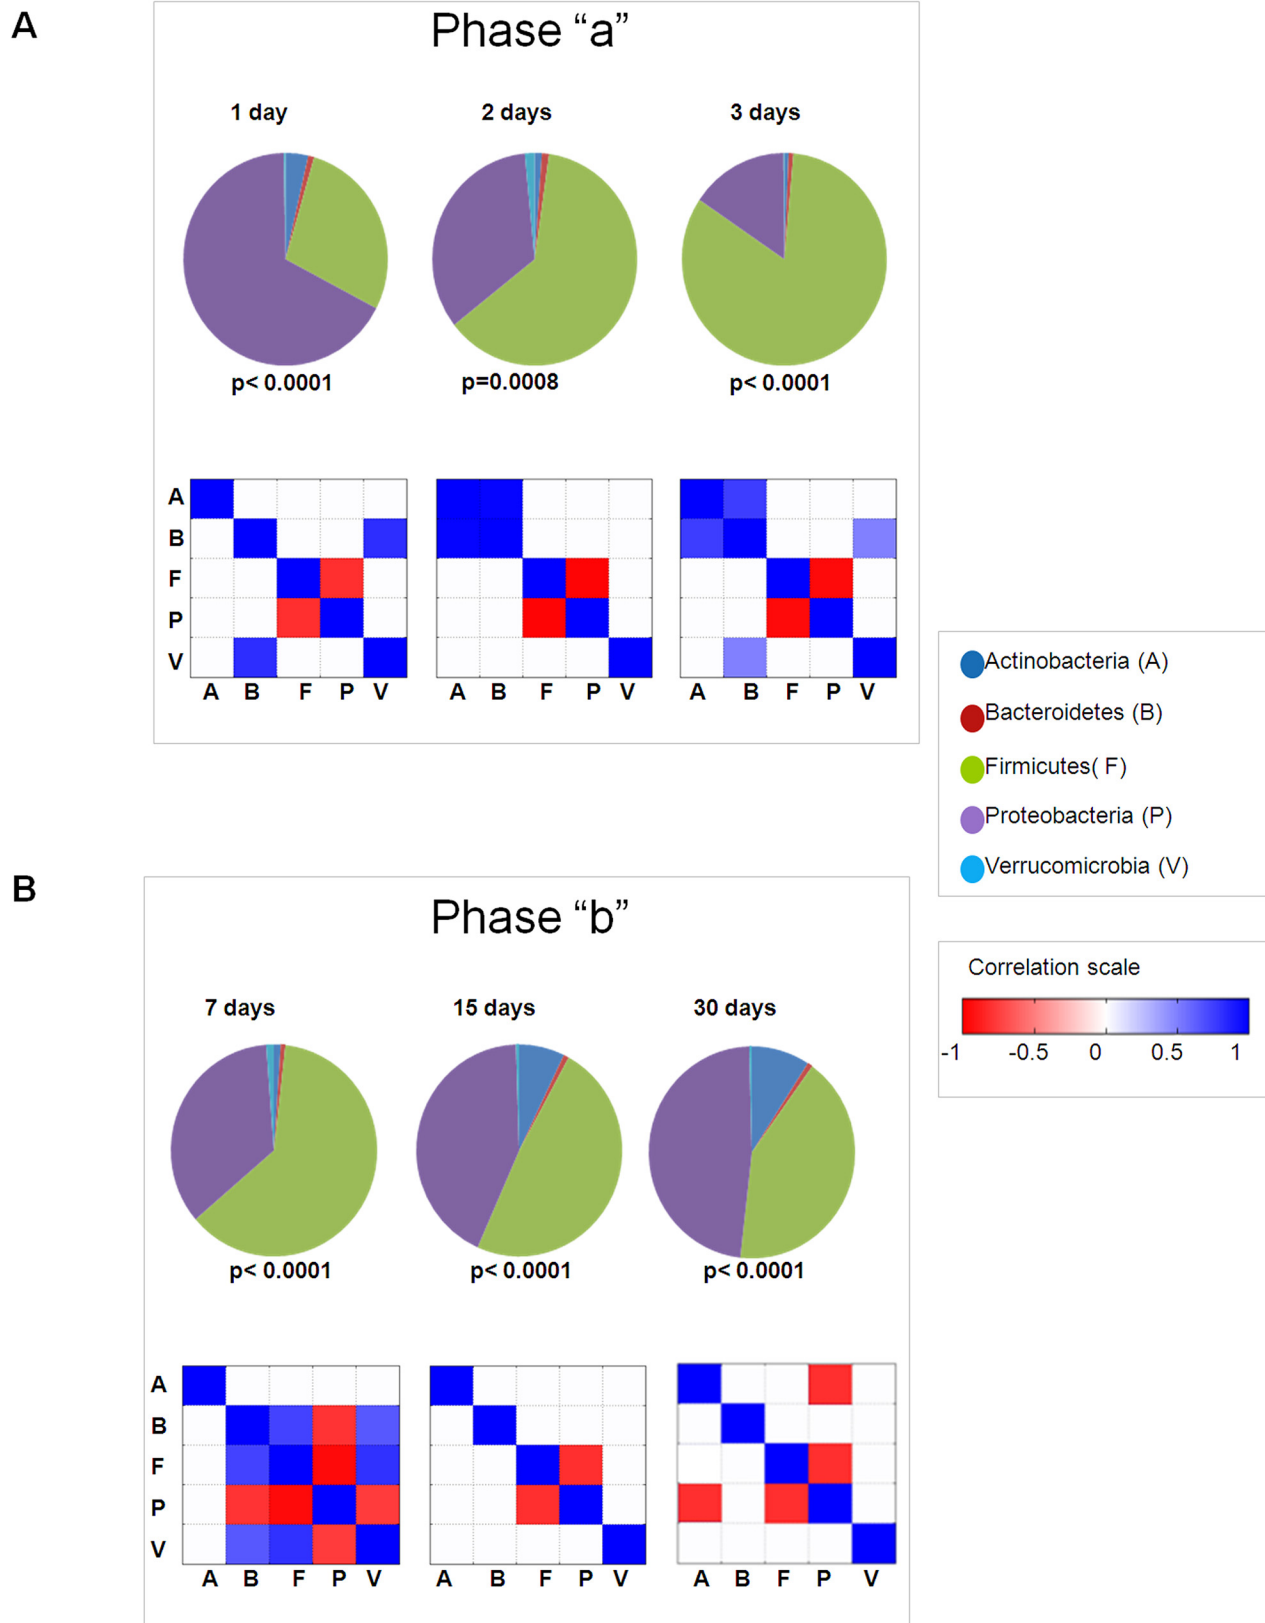 A
Phase “a”
1 day
2 days
3 days
p< 0.0001
p=0.0008
p< 0.0001
A
B
F
P
V
A B F P V
A B F P V
A B F P V
Actinobacteria (A)
Bacteroidetes (B)
Firmicutes( F)
Proteobacteria (P)
Verrucomicrobia (V)
Correlation scale
-1 -0.5 0 0.5 1
B
Phase “b”
7 days
15 days
30 days
p< 0.0001
p< 0.0001
p< 0.0001
A
B
F
P
V
A B F P V
A B F P V
A B F P V